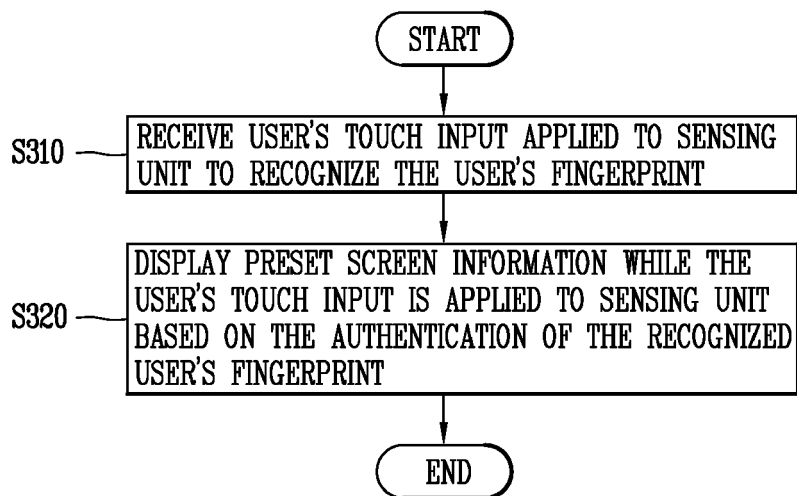 START
S310
RECEIVE USER'S TOUCH INPUT APPLIED TO SENSING
UNIT TO RECOGNIZE THE USER'S FINGERPRINT
DISPLAY PRESET SCREEN INFORMATION WHILE THE
USER'S TOUCH INPUT IS APPLIED TO SENSING UNIT
S320
BASED ON THE AUTHENTICATION OF THE RECOGNIZED
USER'S FINGERPRINT
END